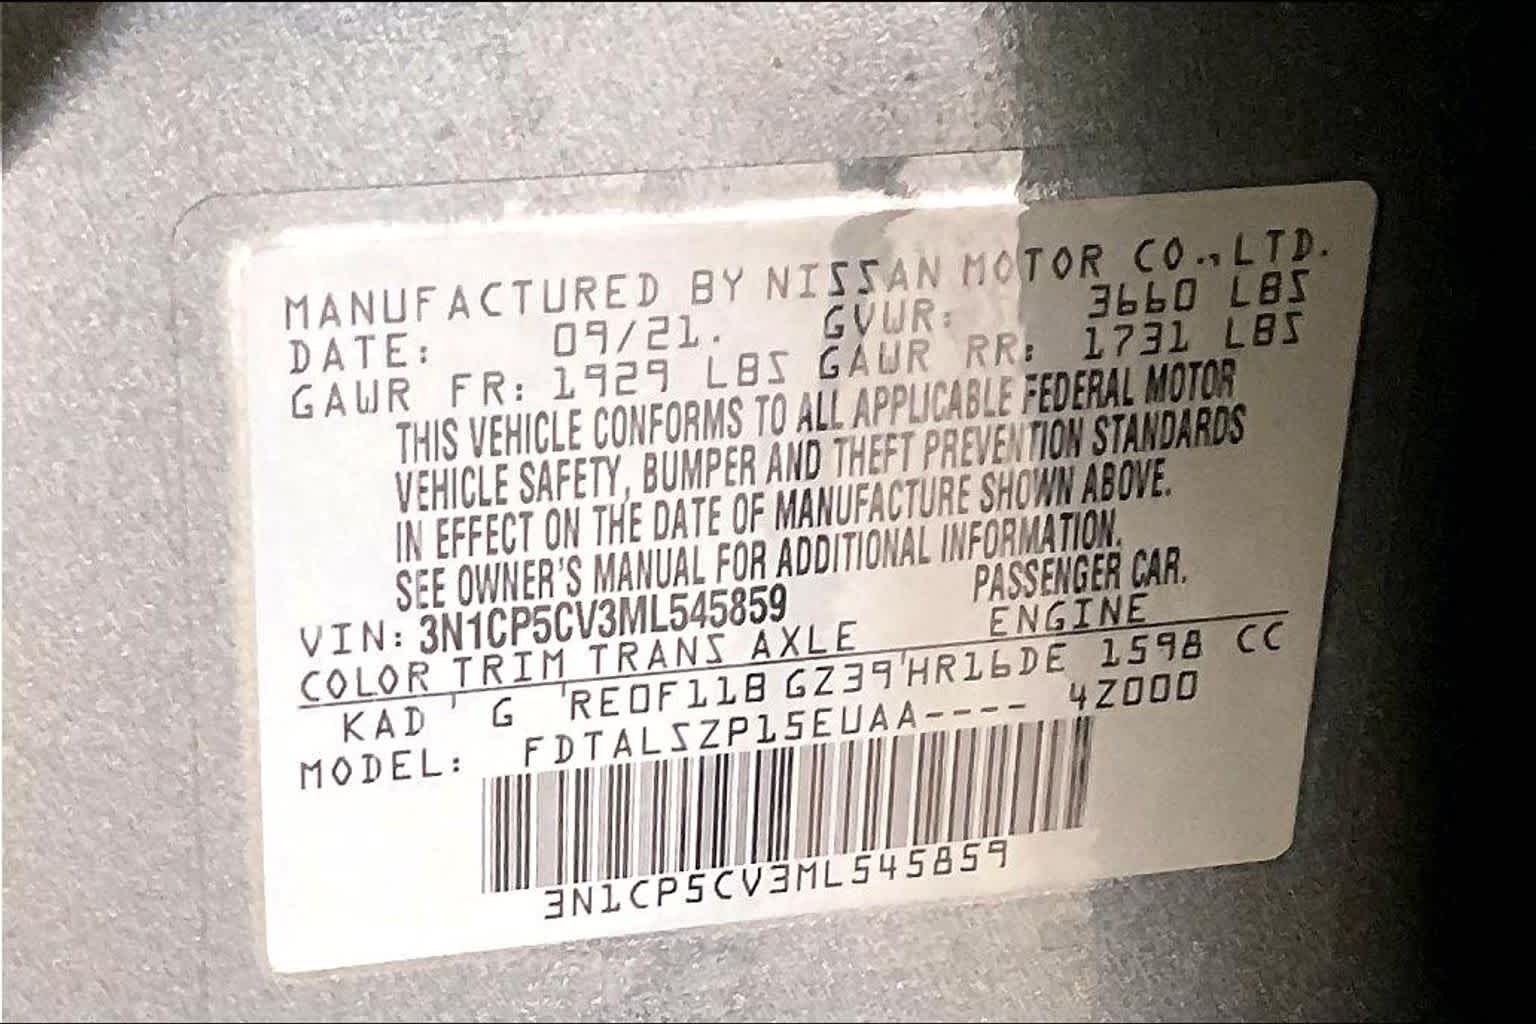 MANUFACTURED BY NISSAN MOTOR CO.,LTD.
DATE: 09/21. GVWR: 3660 LBS
GAWR FR: 1929 LBS GAWR RR: 1731 LBS
THIS VEHICLE CONFORMS TO ALL APPLICABLE FEDERAL MOTOR
VEHICLE SAFETY, BUMPER AND THEFT PREVENTION STANDARDS
IN EFFECT ON THE DATE OF MANUFACTURE SHOWN ABOVE.
SEE OWNER'S MANUAL FOR ADDITIONAL INFORMATION.
VIN: 3N1CP5CV3ML545859 PASSENGER CAR.
COLOR TRIM TRANS AXLE ENGINE
KAD ' G 'RE0F11B GZ39'HR16DE 1598 CC
MODEL: FDTALSZP15EUAA---- 4Z000
3N1CP5CV3ML545859